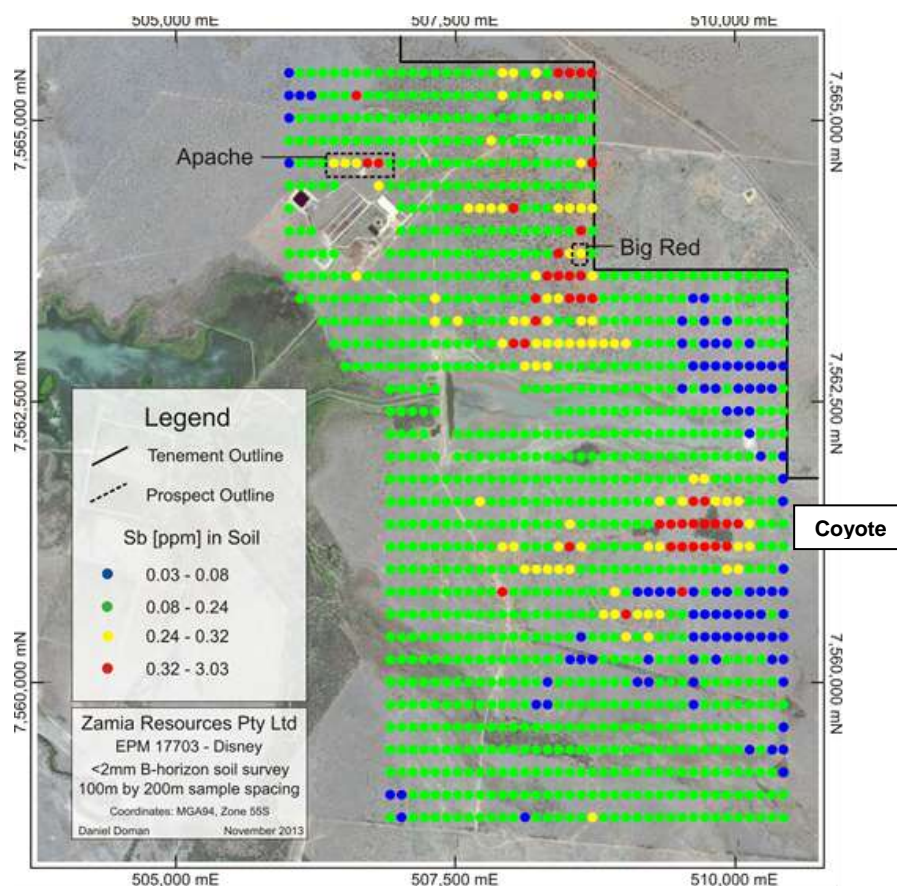 505,000 mE 507,500 mE 510,000 mE
7,565,000 mN
7,565,000 mN
Apache
Big Red
7,562,500 mN
7,562,500 mN
Legend
Tenement Outline
Prospect Outline
Sb [ppm] in Soil
0.03 - 0.08
0.08 - 0.24
0.24 - 0.32
0.32 - 3.03
Coyote
7,560,000 mN
7,560,000 mN
Zamia Resources Pty Ltd
EPM 17703 - Disney
<2mm B-horizon soil survey
100m by 200m sample spacing
Coordinates: MGA94, Zone 55S
Daniel Doman November 2013
505,000 mE 507,500 mE 510,000 mE